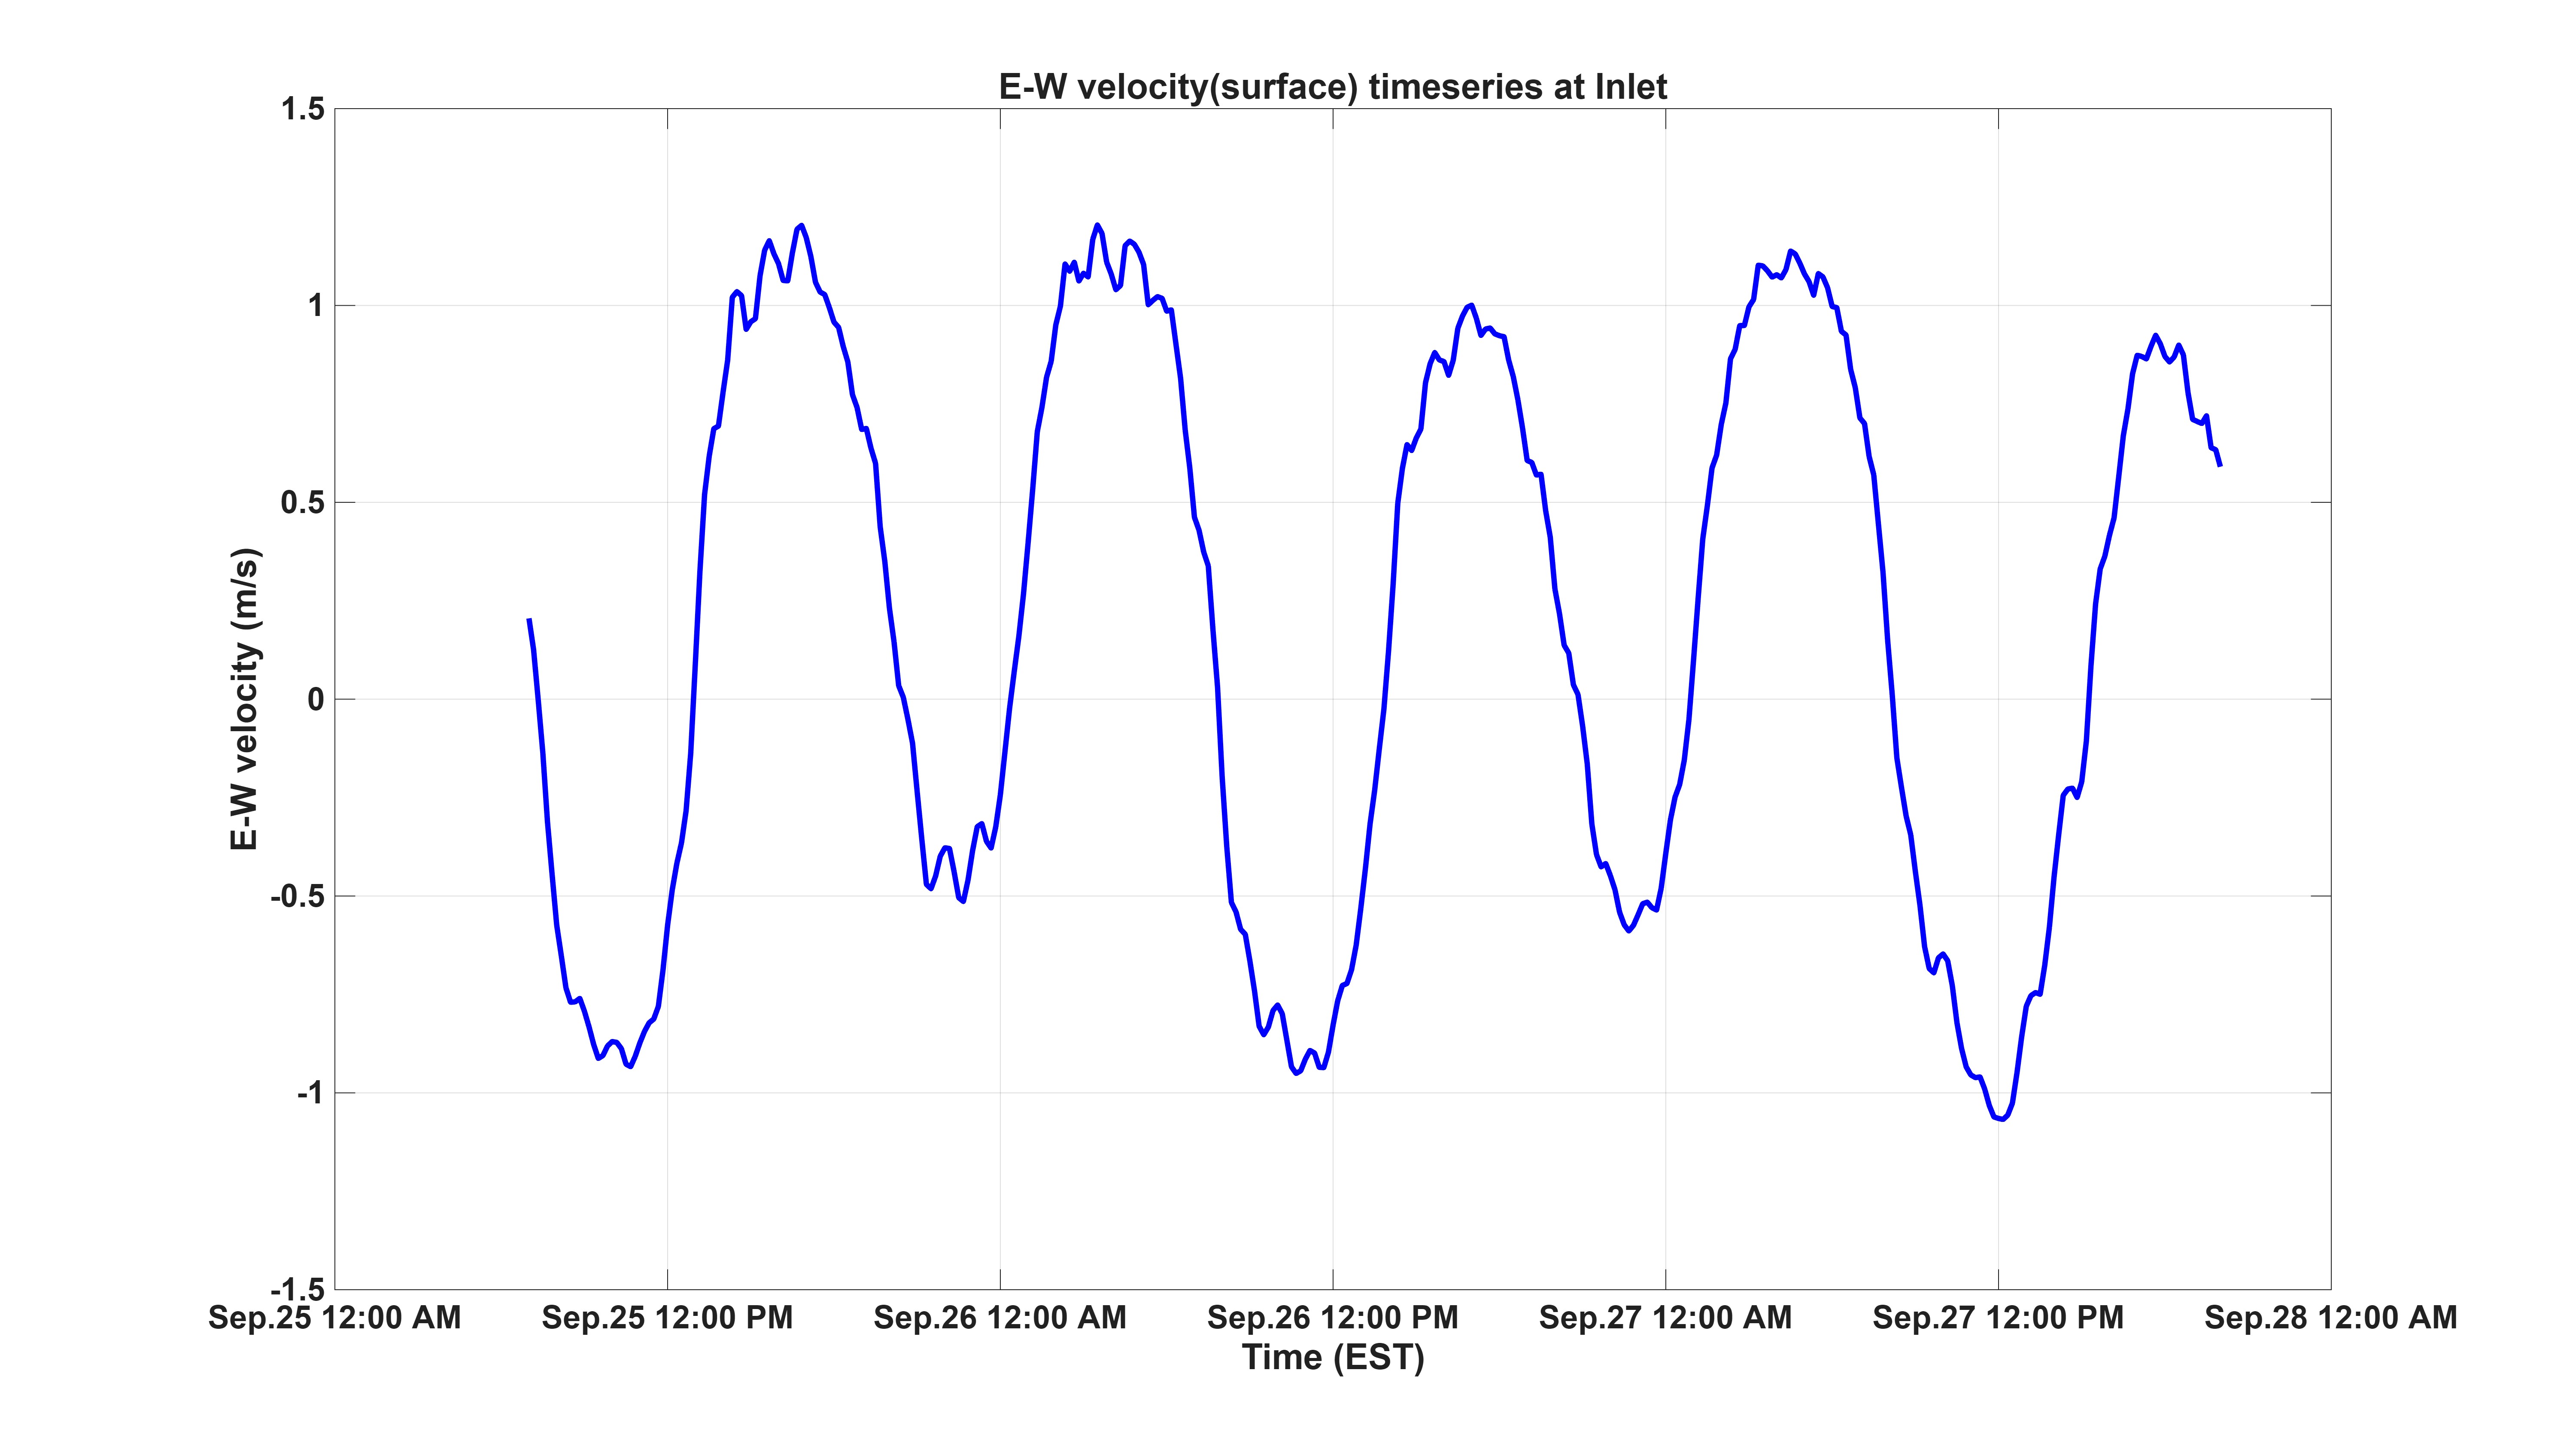 E-W velocity(surface) timeseries at Inlet
1.5
1
0.5
0
-0.5
-1
-1.5
E-W velocity (m/s)
Sep.25 12:00 AM
Sep.25 12:00 PM
Sep.26 12:00 AM
Sep.26 12:00 PM
Sep.27 12:00 AM
Sep.27 12:00 PM
Sep.28 12:00 AM
Time (EST)